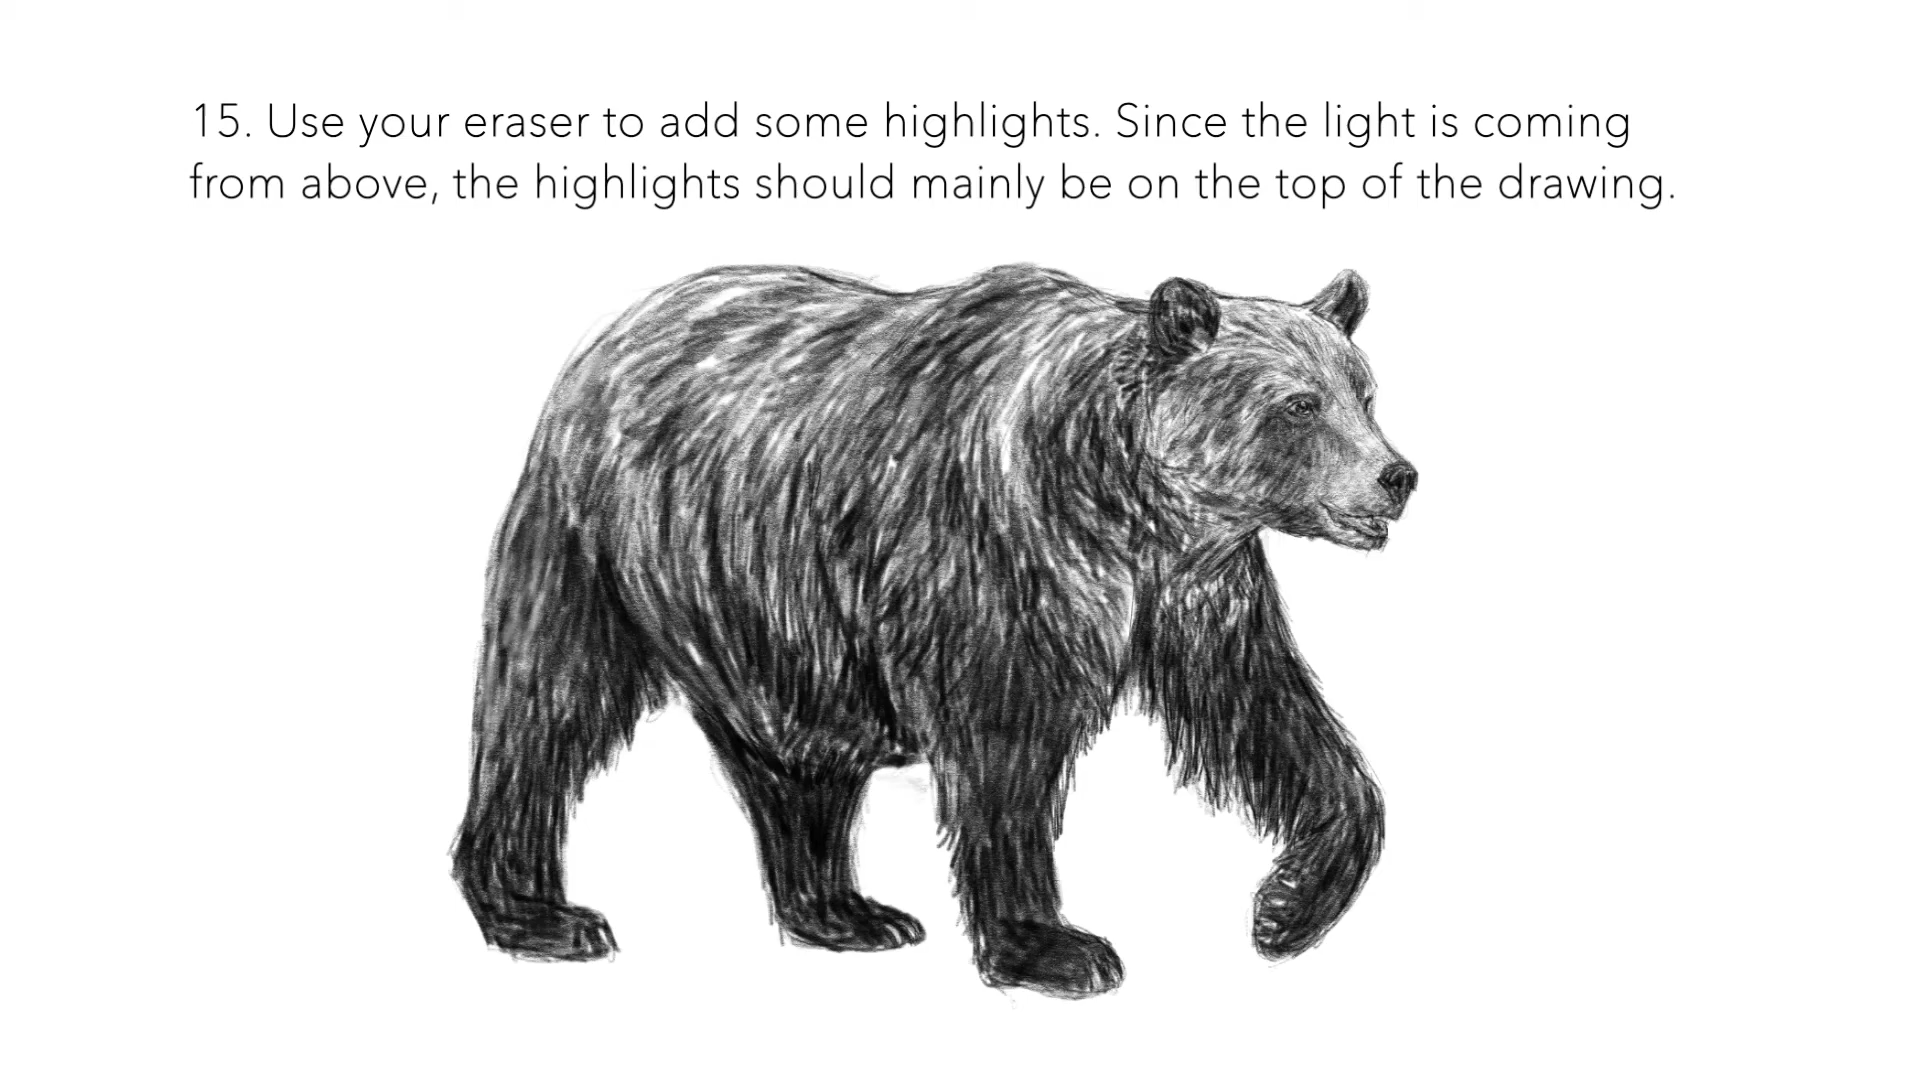 15. Use your eraser to add some highlights. Since the light is coming
from above, the highlights should mainly be on the top of the drawing.